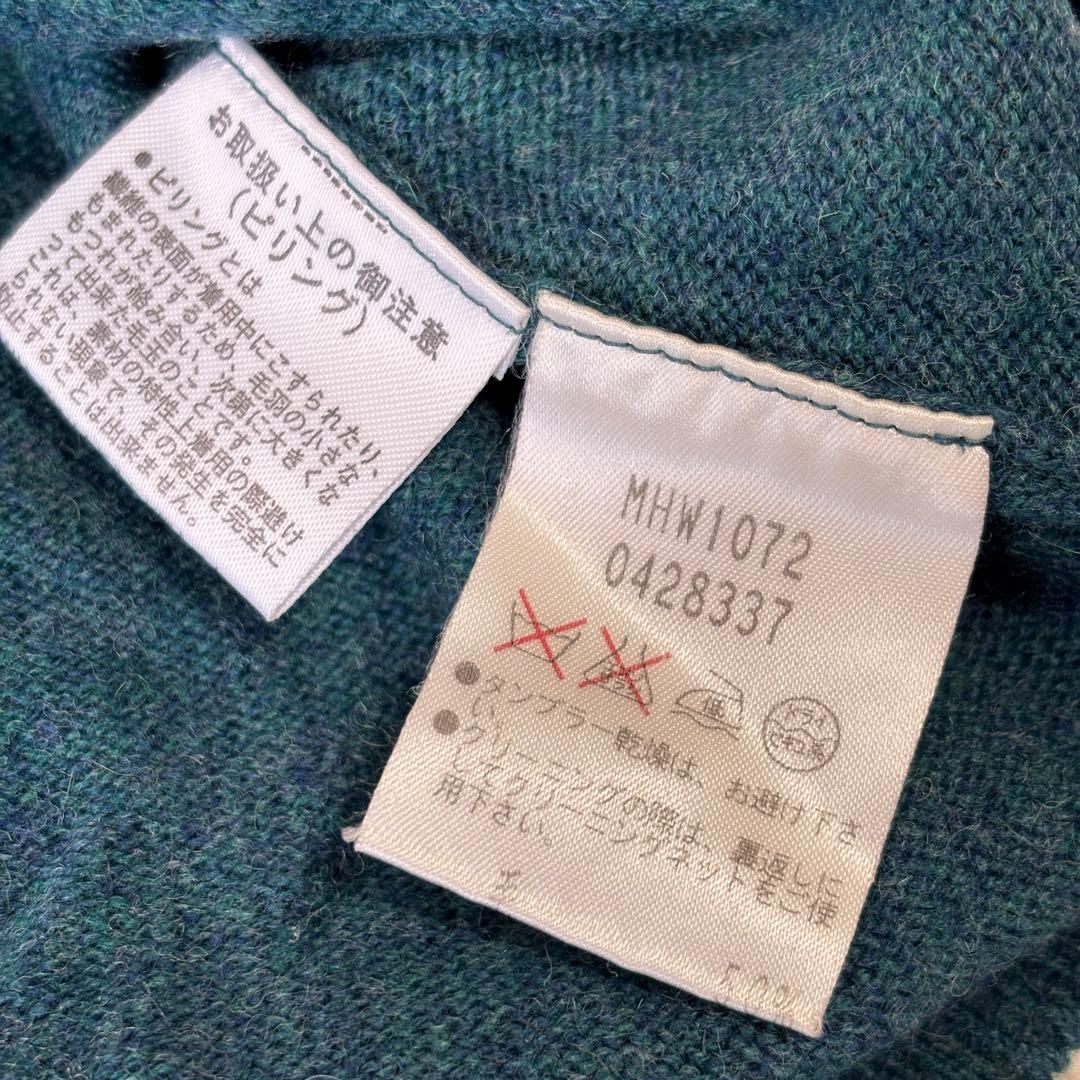 お取扱い上の御注意
(ピリング)
●ピリングとは
繊維の表面が着用中にこすられたり、
もまれたりするため、毛羽の小さな
もつれが絡み合い、次第に大きくな
って出来た毛玉のことです。
これは、素材の特性上着用の際避け
られない現象で、その発生を完全に
防止することは出来ません。
MHW1072
0428337
ドライ
セキユ系
●タンブラー乾燥は、お避け下さ
い。
●クリーニングの際は、裏返しに
してクリーニングネットをご使
用下さい。